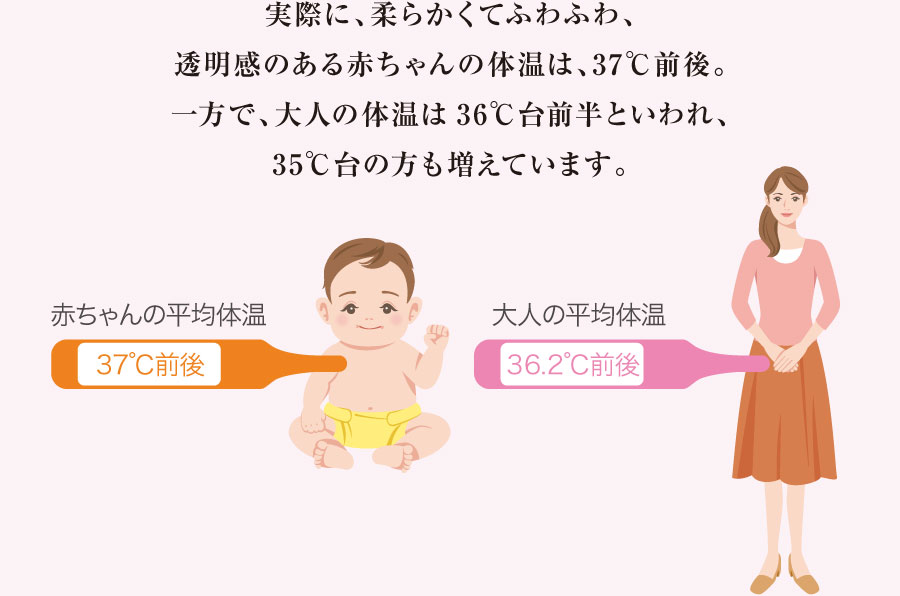 実際に、柔らかくてふわふわ、
透明感のある赤ちゃんの体温は、37℃前後。
一方で、大人の体温は 36℃台前半といわれ、
35℃台の方も増えています。
赤ちゃんの平均体温
37℃前後
大人の平均体温
36.2℃前後